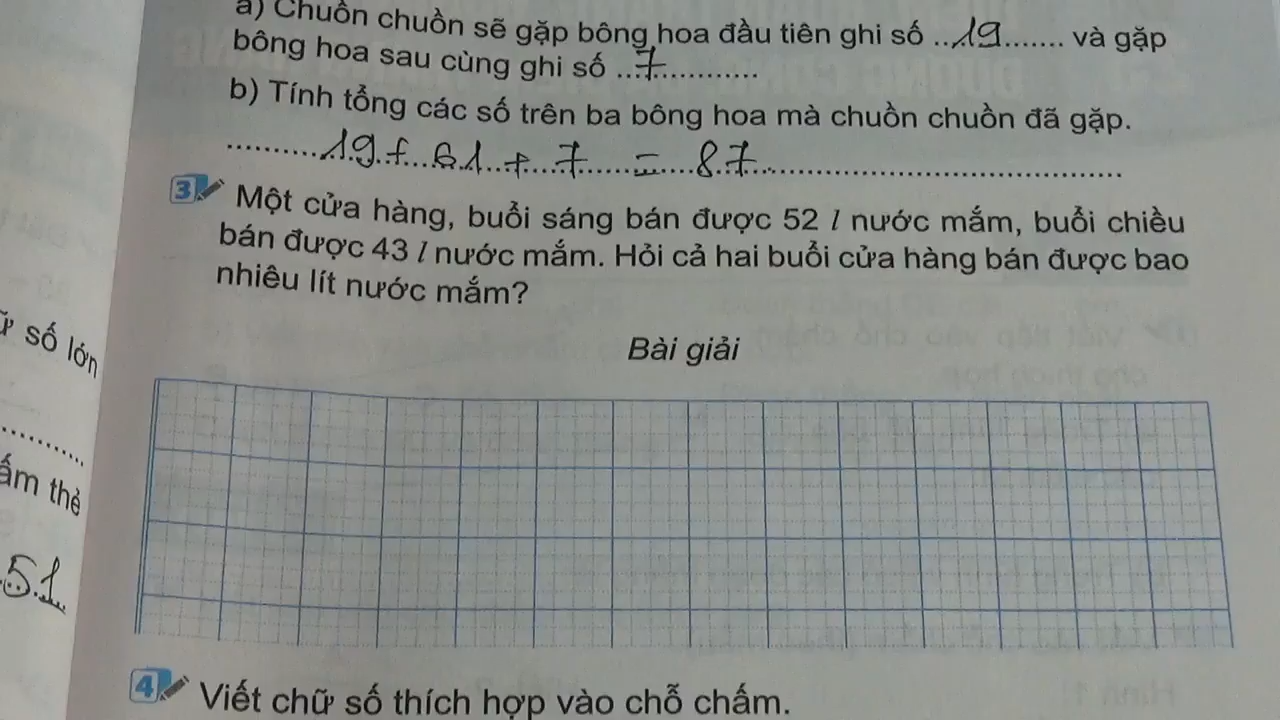 a) Chuồn chuồn sẽ gặp bông hoa đầu tiên ghi số ...19....... và gặp
bông hoa sau cùng ghi số ...7.............
b) Tính tổng các số trên ba bông hoa mà chuồn chuồn đã gặp.
19 + 61 + 7 = 87
3 Một cửa hàng, buổi sáng bán được 52 l nước mắm, buổi chiều
bán được 43 l nước mắm. Hỏi cả hai buổi cửa hàng bán được bao
nhiêu lít nước mắm?
số lớn
Bài giải
thẻ
51
4 Viết chữ số thích hợp vào chỗ chấm.